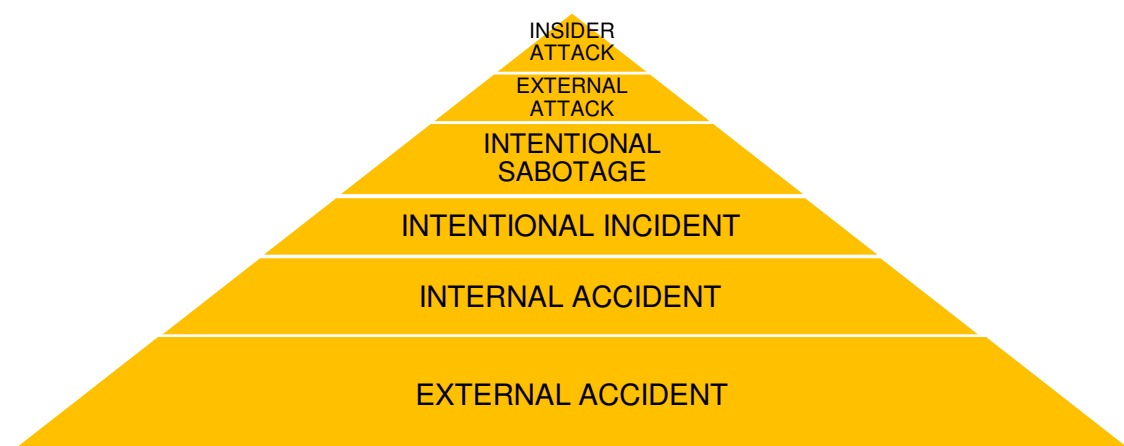 INSIDER
ATTACK
EXTERNAL
ATTACK
INTENTIONAL
SABOTAGE
INTENTIONAL INCIDENT
INTERNAL ACCIDENT
EXTERNAL ACCIDENT